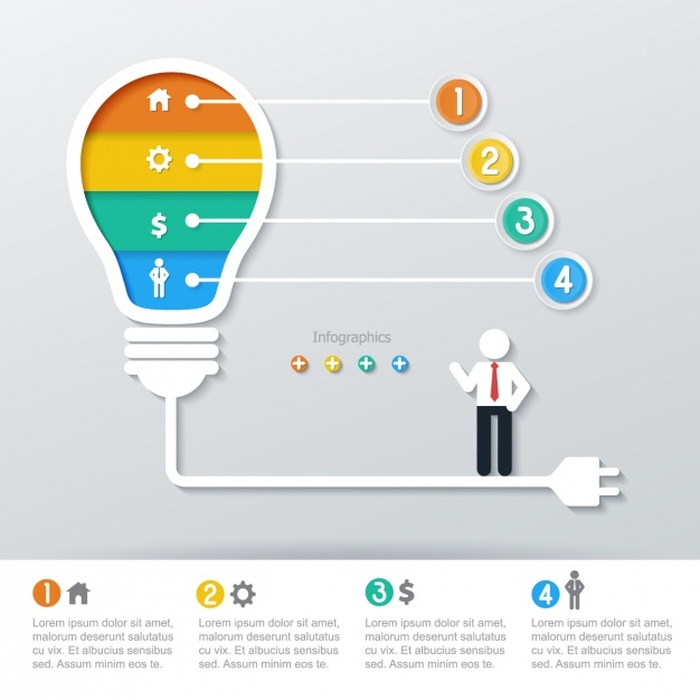 1
2
3
$
4
Infographics
1
Lorem ipsum dolor sit amet,
malorum deserunt salutatus
cu vix. Et albucius sensibus
sed. Assum minim eos te.
2
Lorem ipsum dolor sit amet,
malorum deserunt salutatus
cu vix. Et albucius sensibus
sed. Assum minim eos te.
3 $
Lorem ipsum dolor sit amet,
malorum deserunt salutatus
cu vix. Et albucius sensibus
sed. Assum minim eos te.
4
Lorem ipsum dolor sit amet,
malorum deserunt salutatus
cu vix. Et albucius sensibus
sed. Assum minim eos te.